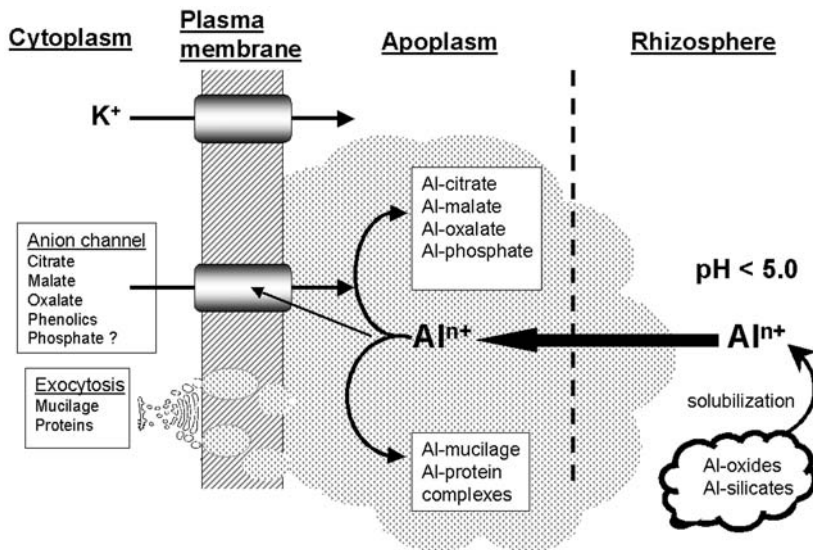 Cytoplasm
Plasma
membrane
Apoplasm
Rhizosphere
K+
Anion channel
Citrate
Malate
Oxalate
Phenolics
Phosphate ?
Exocytosis
Mucilage
Proteins
Al-citrate
Al-malate
Al-oxalate
Al-phosphate
Alⁿ⁺
Al-mucilage
Al-protein
complexes
pH < 5.0
Alⁿ⁺
solubilization
Al-oxides
Al-silicates